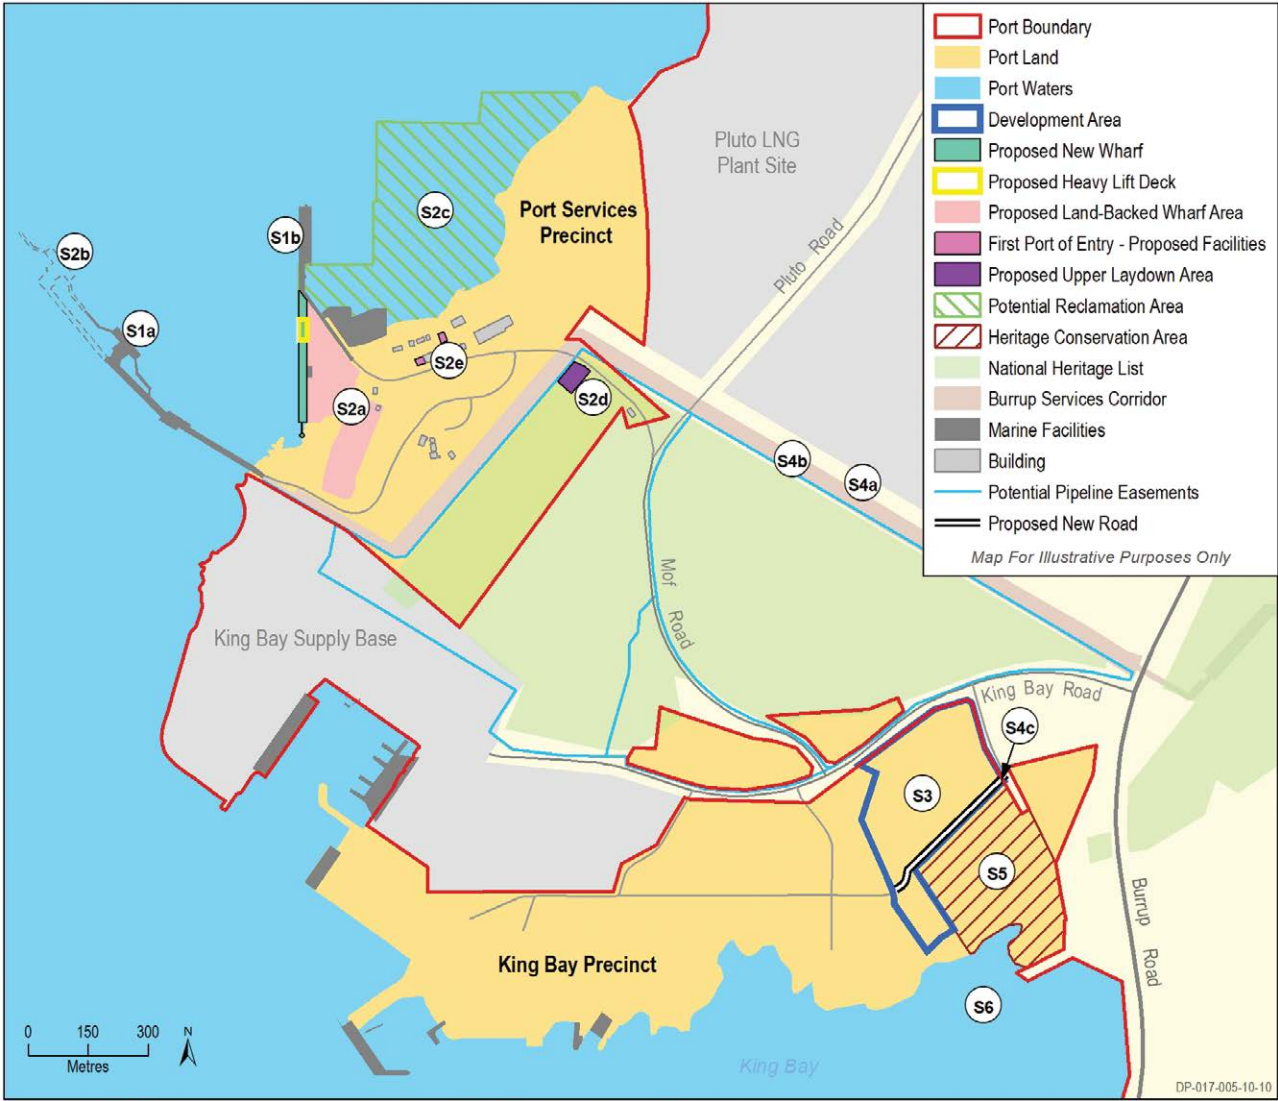 Port Boundary
Port Land
Port Waters
Development Area
Proposed New Wharf
Proposed Heavy Lift Deck
Proposed Land-Backed Wharf Area
First Port of Entry - Proposed Facilities
Proposed Upper Laydown Area
Potential Reclamation Area
Heritage Conservation Area
National Heritage List
Burrup Services Corridor
Marine Facilities
Building
Potential Pipeline Easements
Proposed New Road
Map For Illustrative Purposes Only
Pluto LNG
Plant Site
S2c
Port Services
Precinct
S1b
S2b
Pluto Road
S1a
S2e
S2d
S2a
S4b
S4a
Mof Road
King Bay Supply Base
King Bay Road
S4c
S3
S5
Burrup Road
King Bay Precinct
S6
0 150 300
Metres
N
King Bay
DP-017-005-10-10